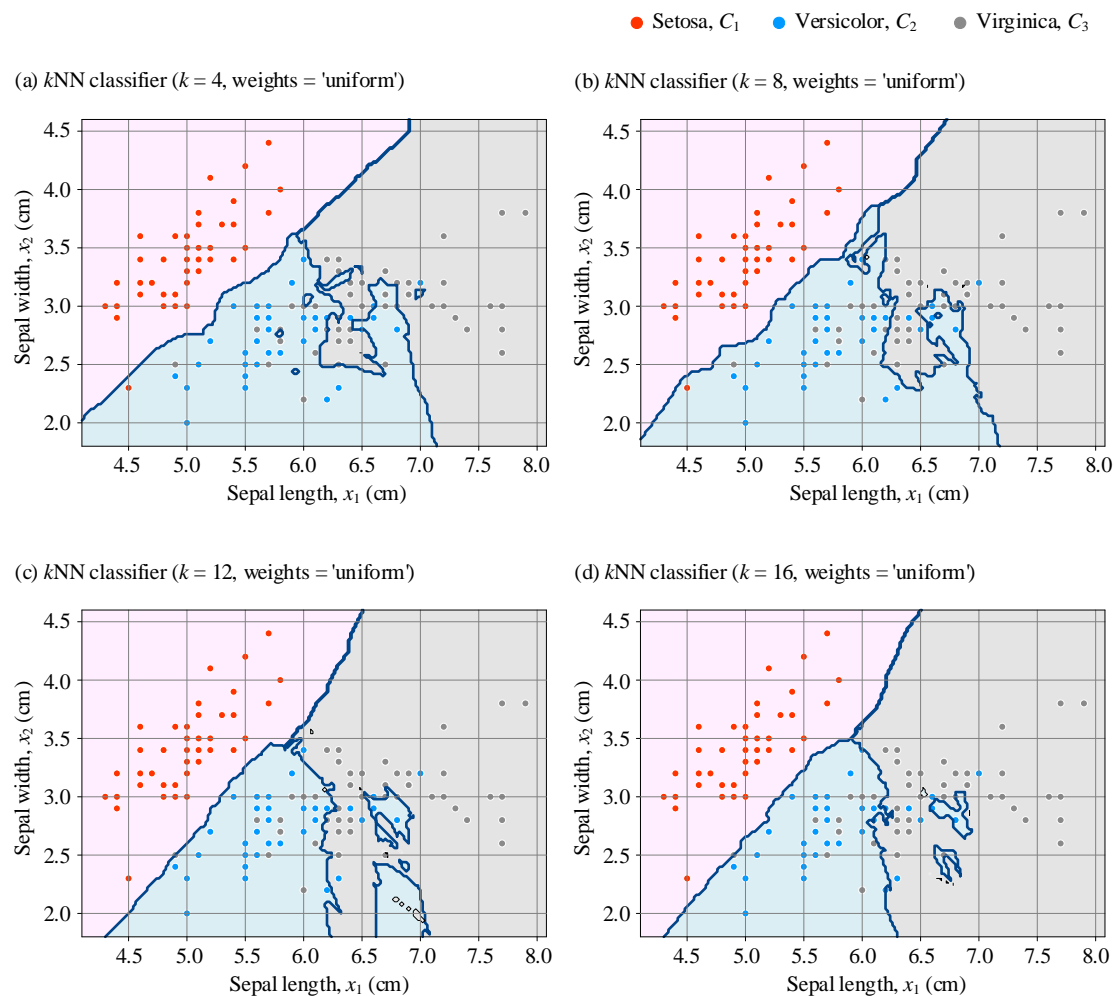 Setosa, C1 Versicolor, C2 Virginica, C3
(a) kNN classifier (k = 4, weights = 'uniform')
(b) kNN classifier (k = 8, weights = 'uniform')
4.5
4.0
3.5
3.0
2.5
2.0
Sepal width, x2 (cm)
4.5 5.0 5.5 6.0 6.5 7.0 7.5 8.0
Sepal length, x1 (cm)
4.5
4.0
3.5
3.0
2.5
2.0
Sepal width, x2 (cm)
4.5 5.0 5.5 6.0 6.5 7.0 7.5 8.0
Sepal length, x1 (cm)
(c) kNN classifier (k = 12, weights = 'uniform')
(d) kNN classifier (k = 16, weights = 'uniform')
4.5
4.0
3.5
3.0
2.5
2.0
Sepal width, x2 (cm)
4.5 5.0 5.5 6.0 6.5 7.0 7.5 8.0
Sepal length, x1 (cm)
4.5
4.0
3.5
3.0
2.5
2.0
Sepal width, x2 (cm)
4.5 5.0 5.5 6.0 6.5 7.0 7.5 8.0
Sepal length, x1 (cm)